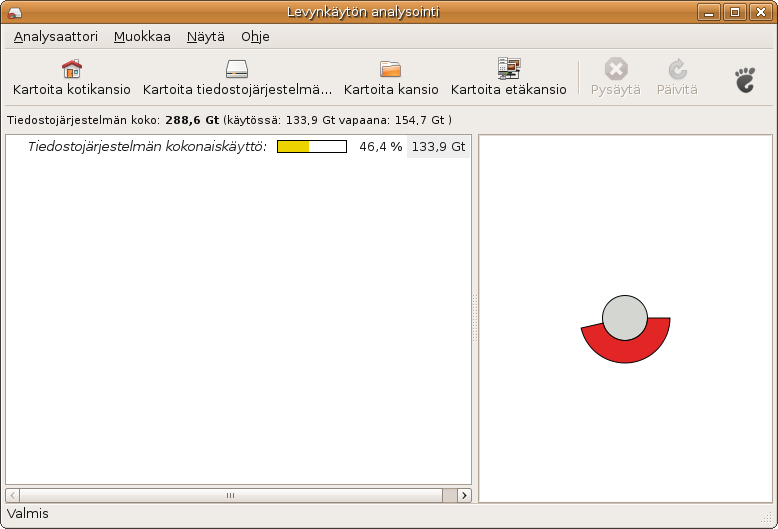 Levynkäytön analysointi
Analysaattori Muokkaa Näytä Ohje
Kartoita kotikansio Kartoita tiedostojärjestelmä... Kartoita kansio Kartoita etäkansio Pysäytä Päivitä
Tiedostojärjestelmän koko: 288,6 Gt (käytössä: 133,9 Gt vapaana: 154,7 Gt )
Tiedostojärjestelmän kokonaiskäyttö: 46,4 % 133,9 Gt
Valmis